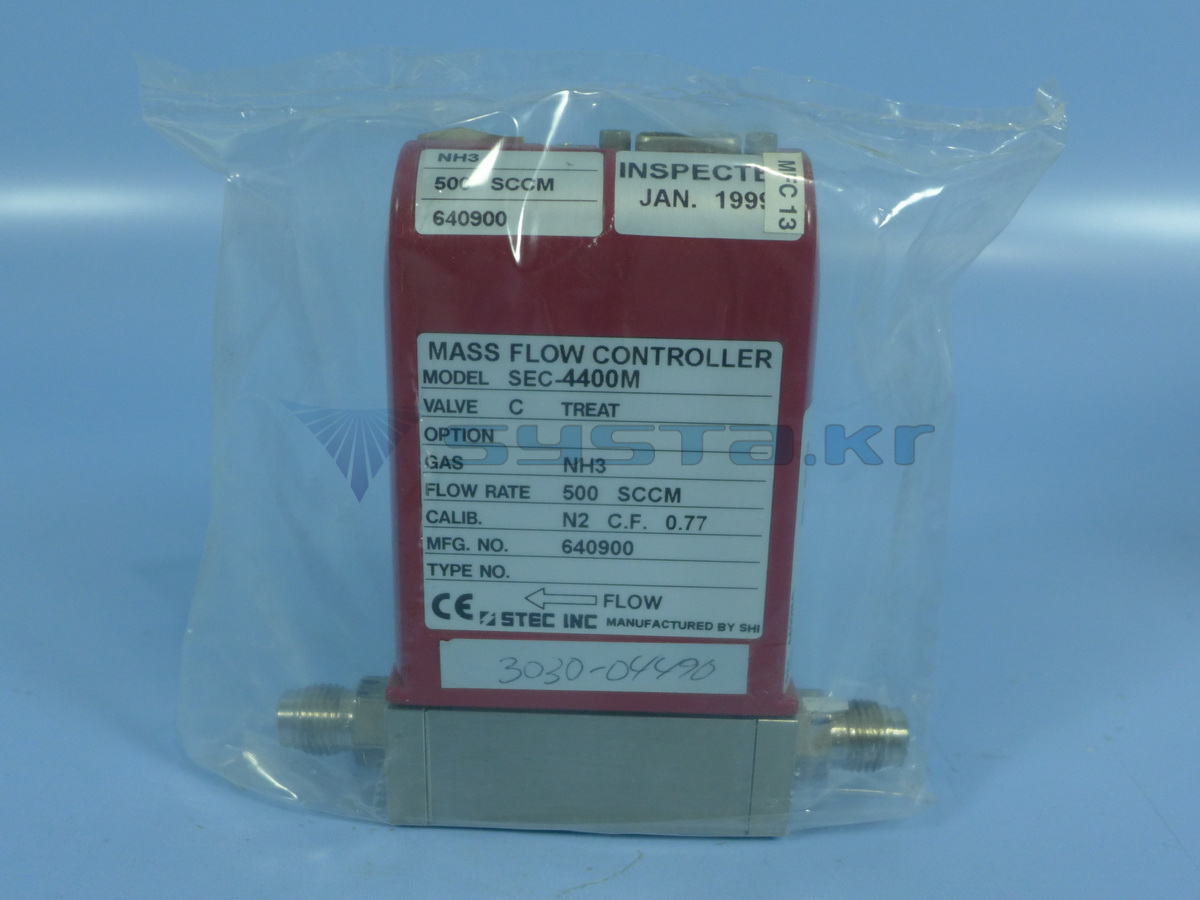 NH3
500 SCCM
640900
INSPECTED
JAN. 1999
MFC 13
MASS FLOW CONTROLLER
MODEL SEC-4400M
VALVE C TREAT
OPTION
GAS NH3
FLOW RATE 500 SCCM
CALIB. N2 C.F. 0.77
MFG. NO. 640900
TYPE NO.
CE FLOW
STEC INC MANUFACTURED BY SHI
3030-04490
systa.kr